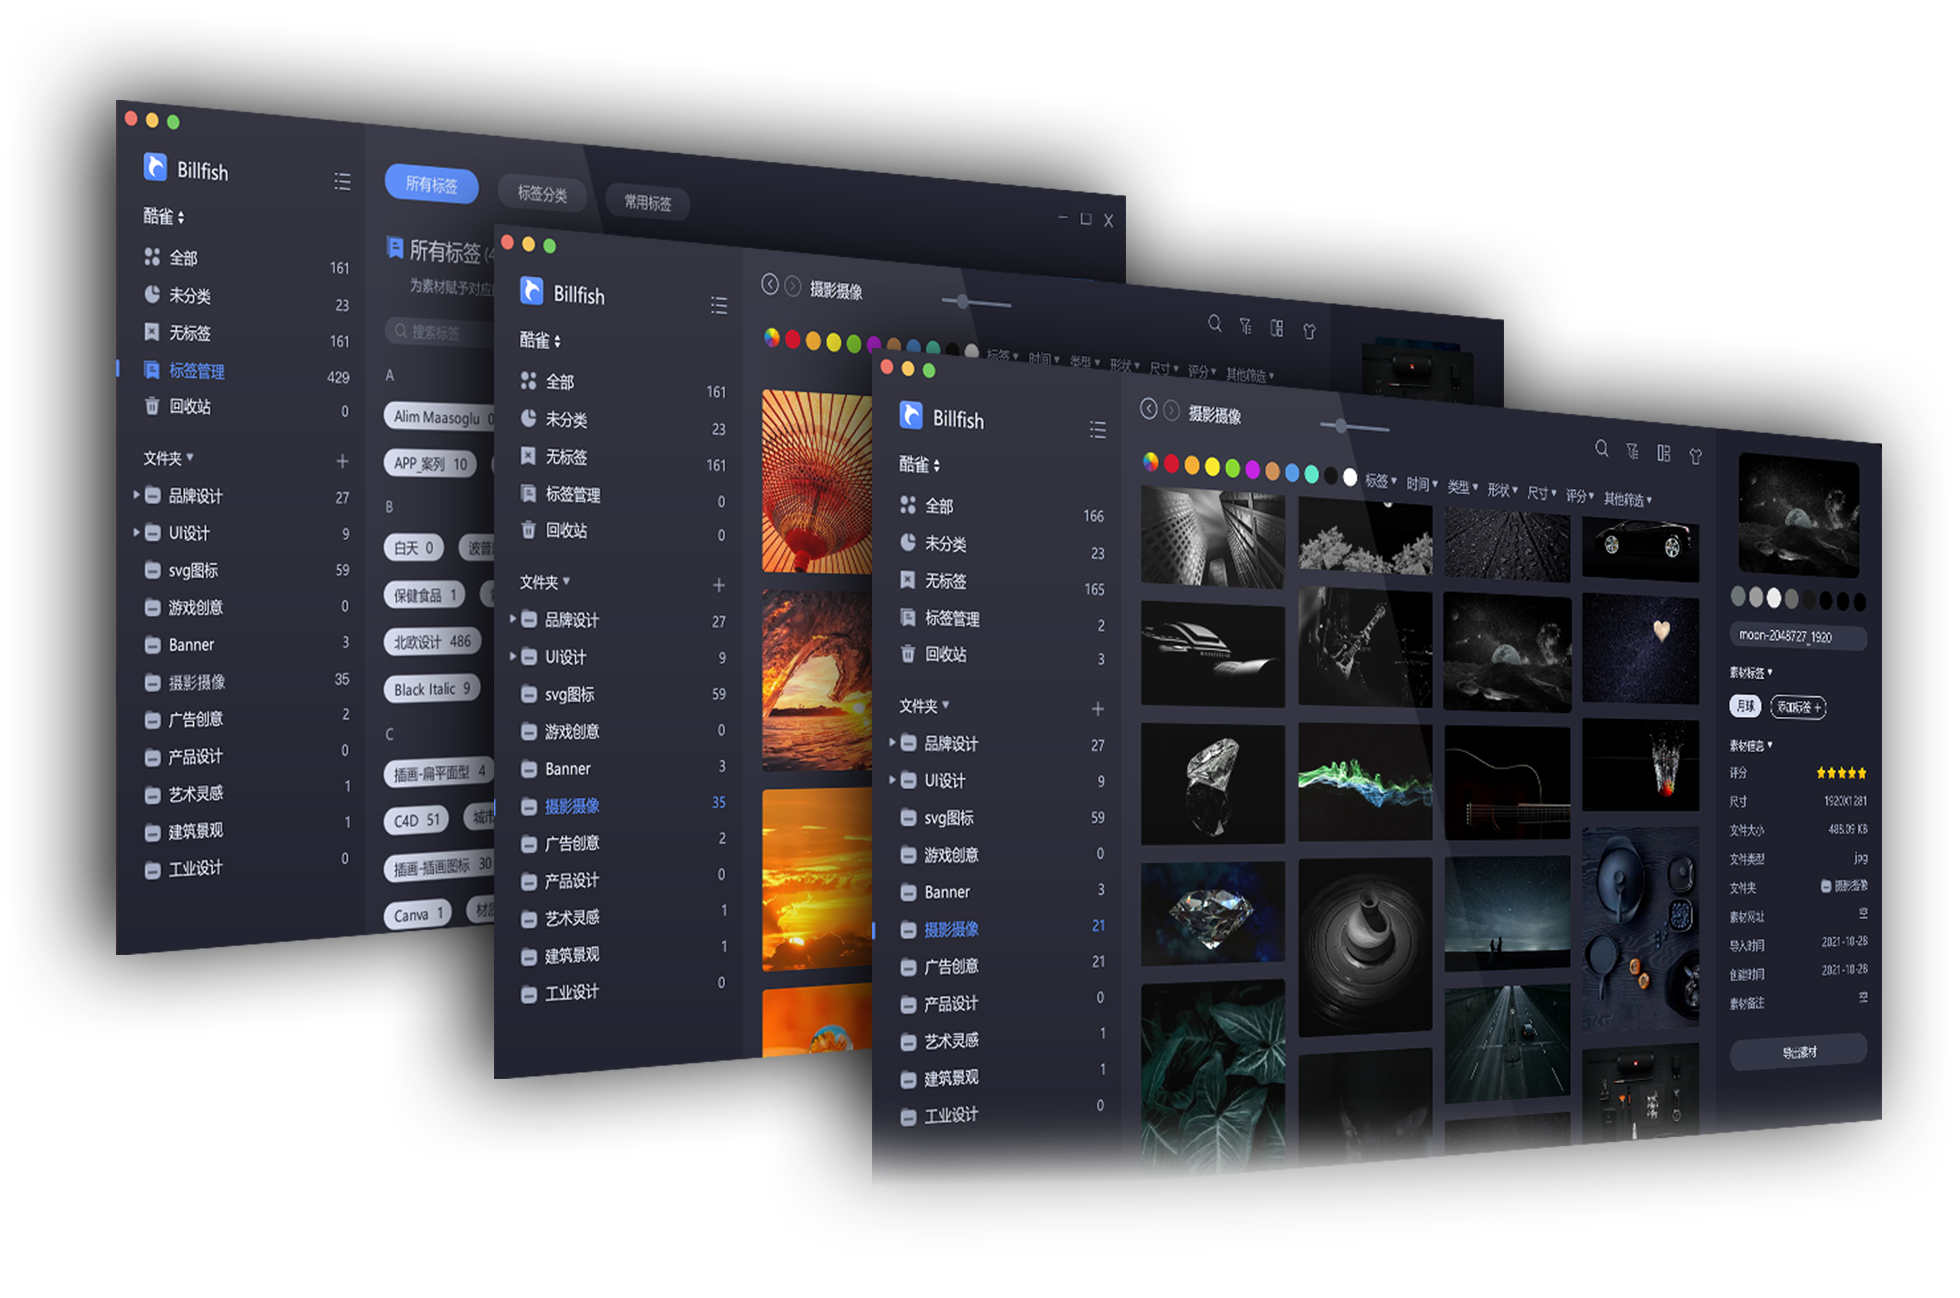 Billfish
酷雀
全部 161
未分类 23
无标签 161
标签管理 429
回收站 0
文件夹
品牌设计 27
UI设计 9
svg图标 59
游戏创意 0
Banner 3
摄影摄像 35
广告创意 2
产品设计 0
艺术灵感 1
建筑景观 1
工业设计 0
所有标签 标签分类 常用标签
所有标签
为素材赋予对应
搜索标签
A
Alim Maasoglu 0
APP_案列 10
B
白天 0
保健食品 1
北欧设计 486
Black Italic 9
C
插画-扁平面型 4
C4D 51 城市
插画-插画图标 30
Canva 1
Billfish
酷雀
全部 161
未分类 23
无标签 161
标签管理 0
回收站 0
文件夹
品牌设计 27
UI设计 9
svg图标 59
游戏创意 0
Banner 3
摄影摄像 35
广告创意 2
产品设计 0
艺术灵感 1
建筑景观 1
工业设计 0
摄影摄像
标签 时间 类型 形状 尺寸 评分 其他筛选
Billfish
酷雀
全部 166
未分类 23
无标签 165
标签管理 2
回收站 3
文件夹
品牌设计 27
UI设计 9
svg图标 59
游戏创意 0
Banner 3
摄影摄像 21
广告创意 21
产品设计 0
艺术灵感 1
建筑景观 1
工业设计 0
摄影摄像
标签 时间 类型 形状 尺寸 评分 其他筛选
moon-2048727_1920
素材标签
月球 添加标签 +
素材信息
评分
尺寸 1920X1281
文件大小 488.09 KB
文件类型 jpg
文件夹 摄影摄像
素材网址 空
导入时间 2021-10-28
创建时间 2021-10-28
素材备注 空
导出素材